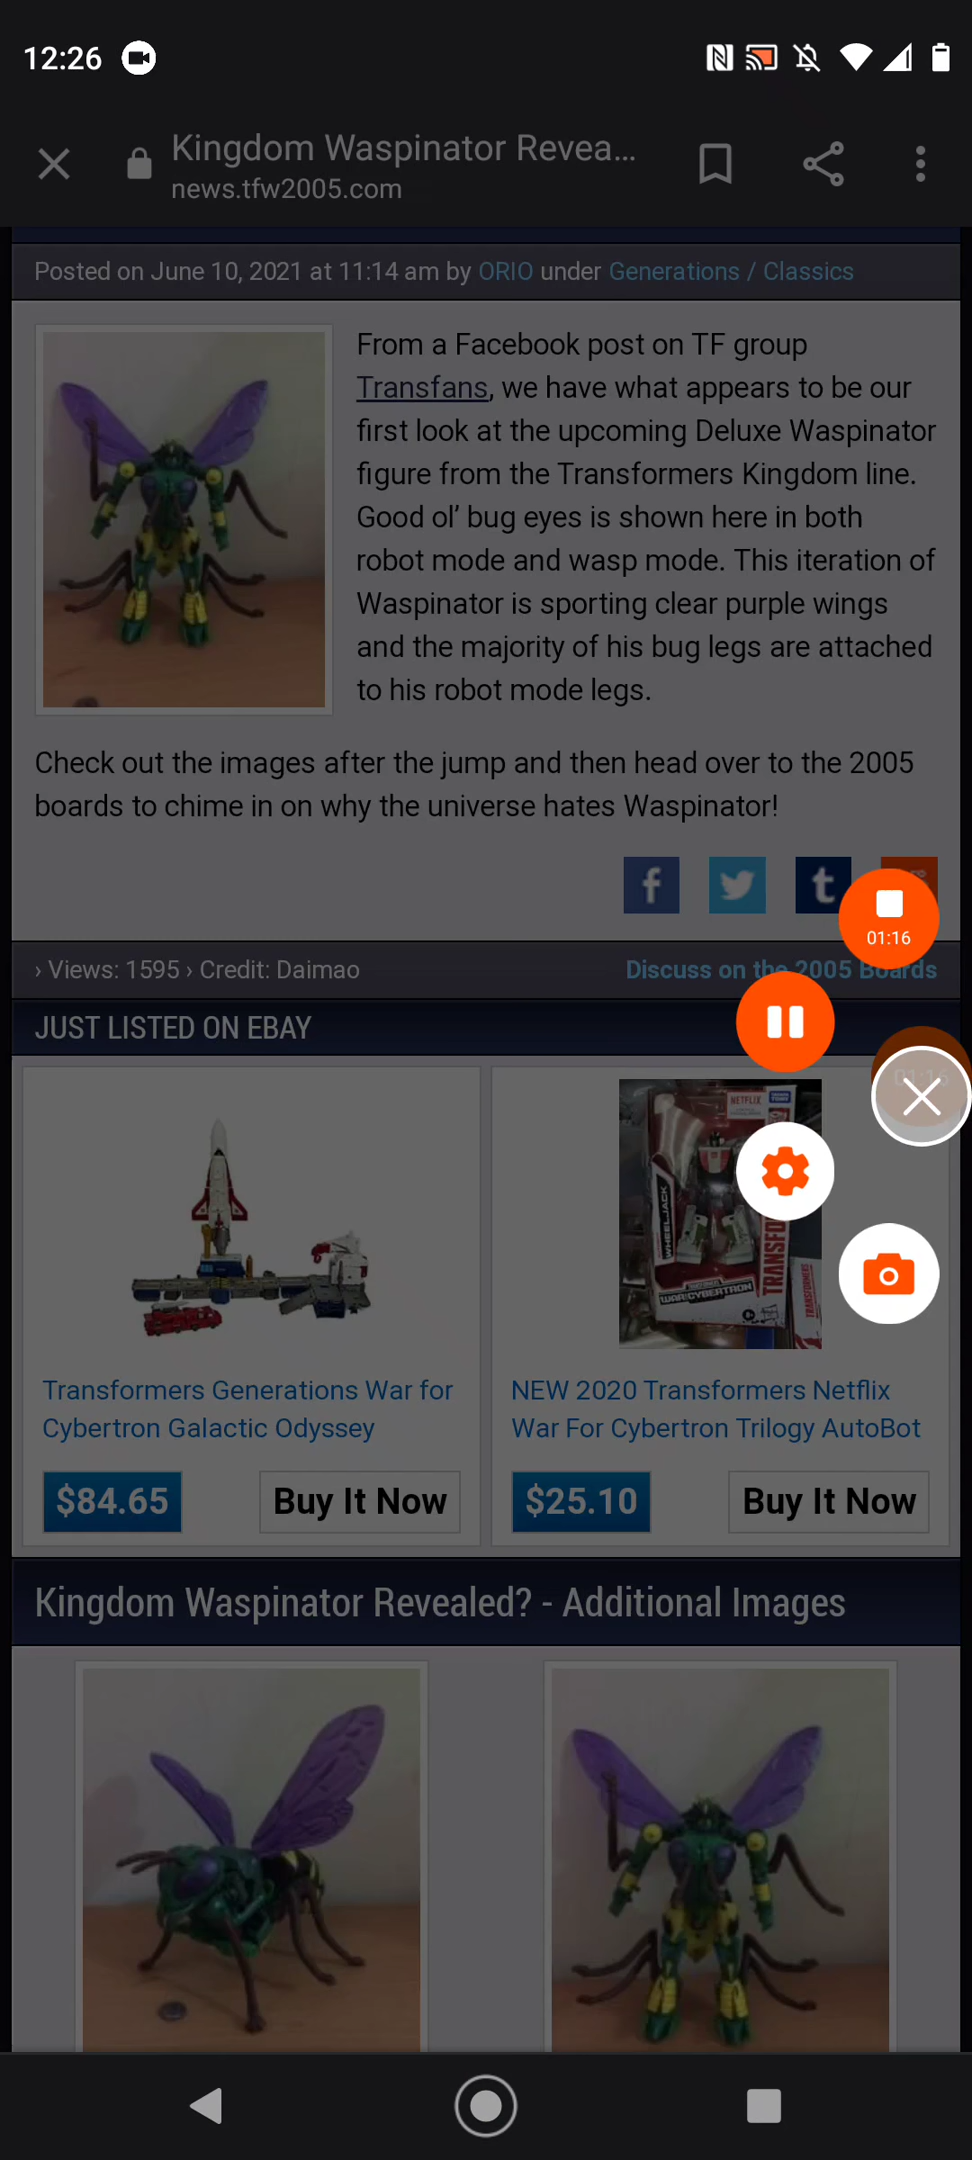 12:26
Kingdom Waspinator Revea...
news.tfw2005.com
Posted on June 10, 2021 at 11:14 am by ORIO under Generations / Classics
From a Facebook post on TF group
Transfans, we have what appears to be our
first look at the upcoming Deluxe Waspinator
figure from the Transformers Kingdom line.
Good ol’ bug eyes is shown here in both
robot mode and wasp mode. This iteration of
Waspinator is sporting clear purple wings
and the majority of his bug legs are attached
to his robot mode legs.
Check out the images after the jump and then head over to the 2005
boards to chime in on why the universe hates Waspinator!
01:16
› Views: 1595 › Credit: Daimao
Discuss on the 2005 Boards
JUST LISTED ON EBAY
01:16
NETFLIX
WHEELJACK
TRANSFO
WAR CYBERTRON
TRANSFORMERS
Transformers Generations War for
Cybertron Galactic Odyssey
NEW 2020 Transformers Netflix
War For Cybertron Trilogy AutoBot
$84.65
Buy It Now
$25.10
Buy It Now
Kingdom Waspinator Revealed? - Additional Images